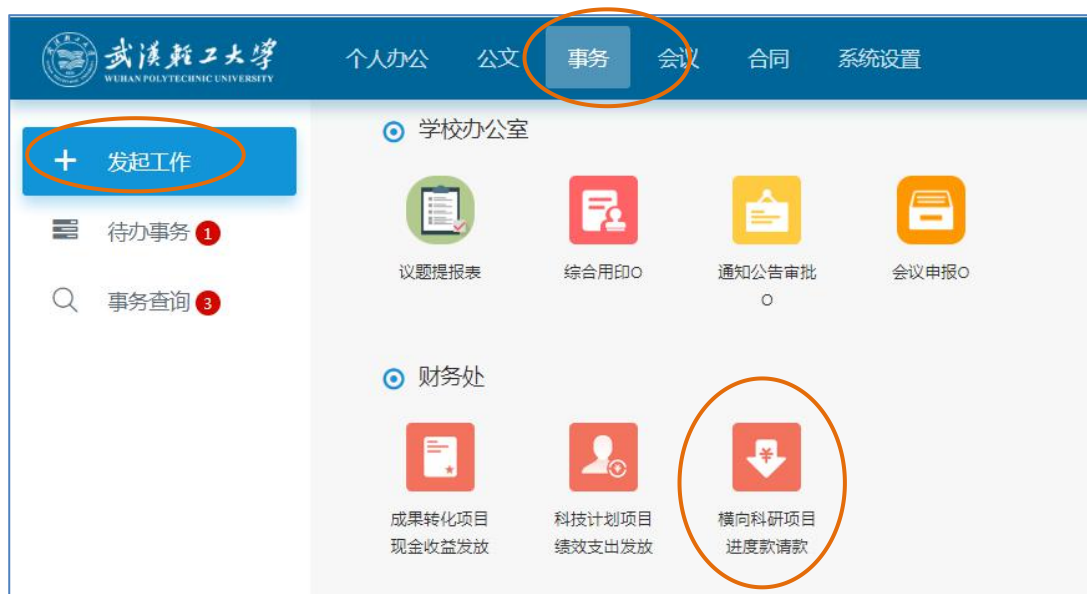 武汉轻工大学 个人办公 公文 事务 会议 合同 系统设置
WUHAN POLYTECHNIC UNIVERSITY
发起工作
待办事务 1
事务查询 3
学校办公室
议题提报表 综合用印O 通知公告审批 会议申报O
O
财务处
成果转化项目 科技计划项目 横向科研项目
现金收益发放 绩效支出发放 进度款请款